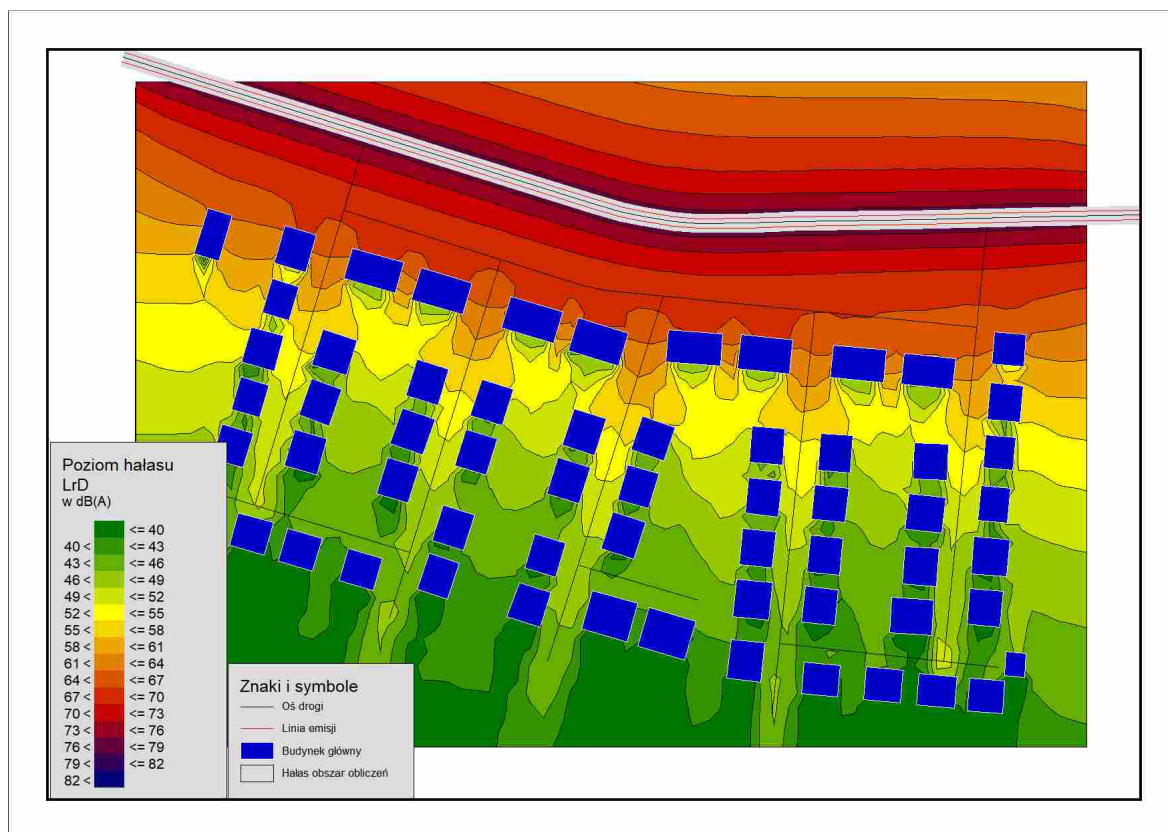 Poziom hałasu
LrD
w dB(A)
<= 40
40 < <= 43
43 < <= 46
46 < <= 49
49 < <= 52
52 < <= 55
55 < <= 58
58 < <= 61
61 < <= 64
64 < <= 67
67 < <= 70
70 < <= 73
73 < <= 76
76 < <= 79
79 < <= 82
82 <
Znaki i symbole
Oś drogi
Linia emisji
Budynek główny
Hałas obszar obliczeń